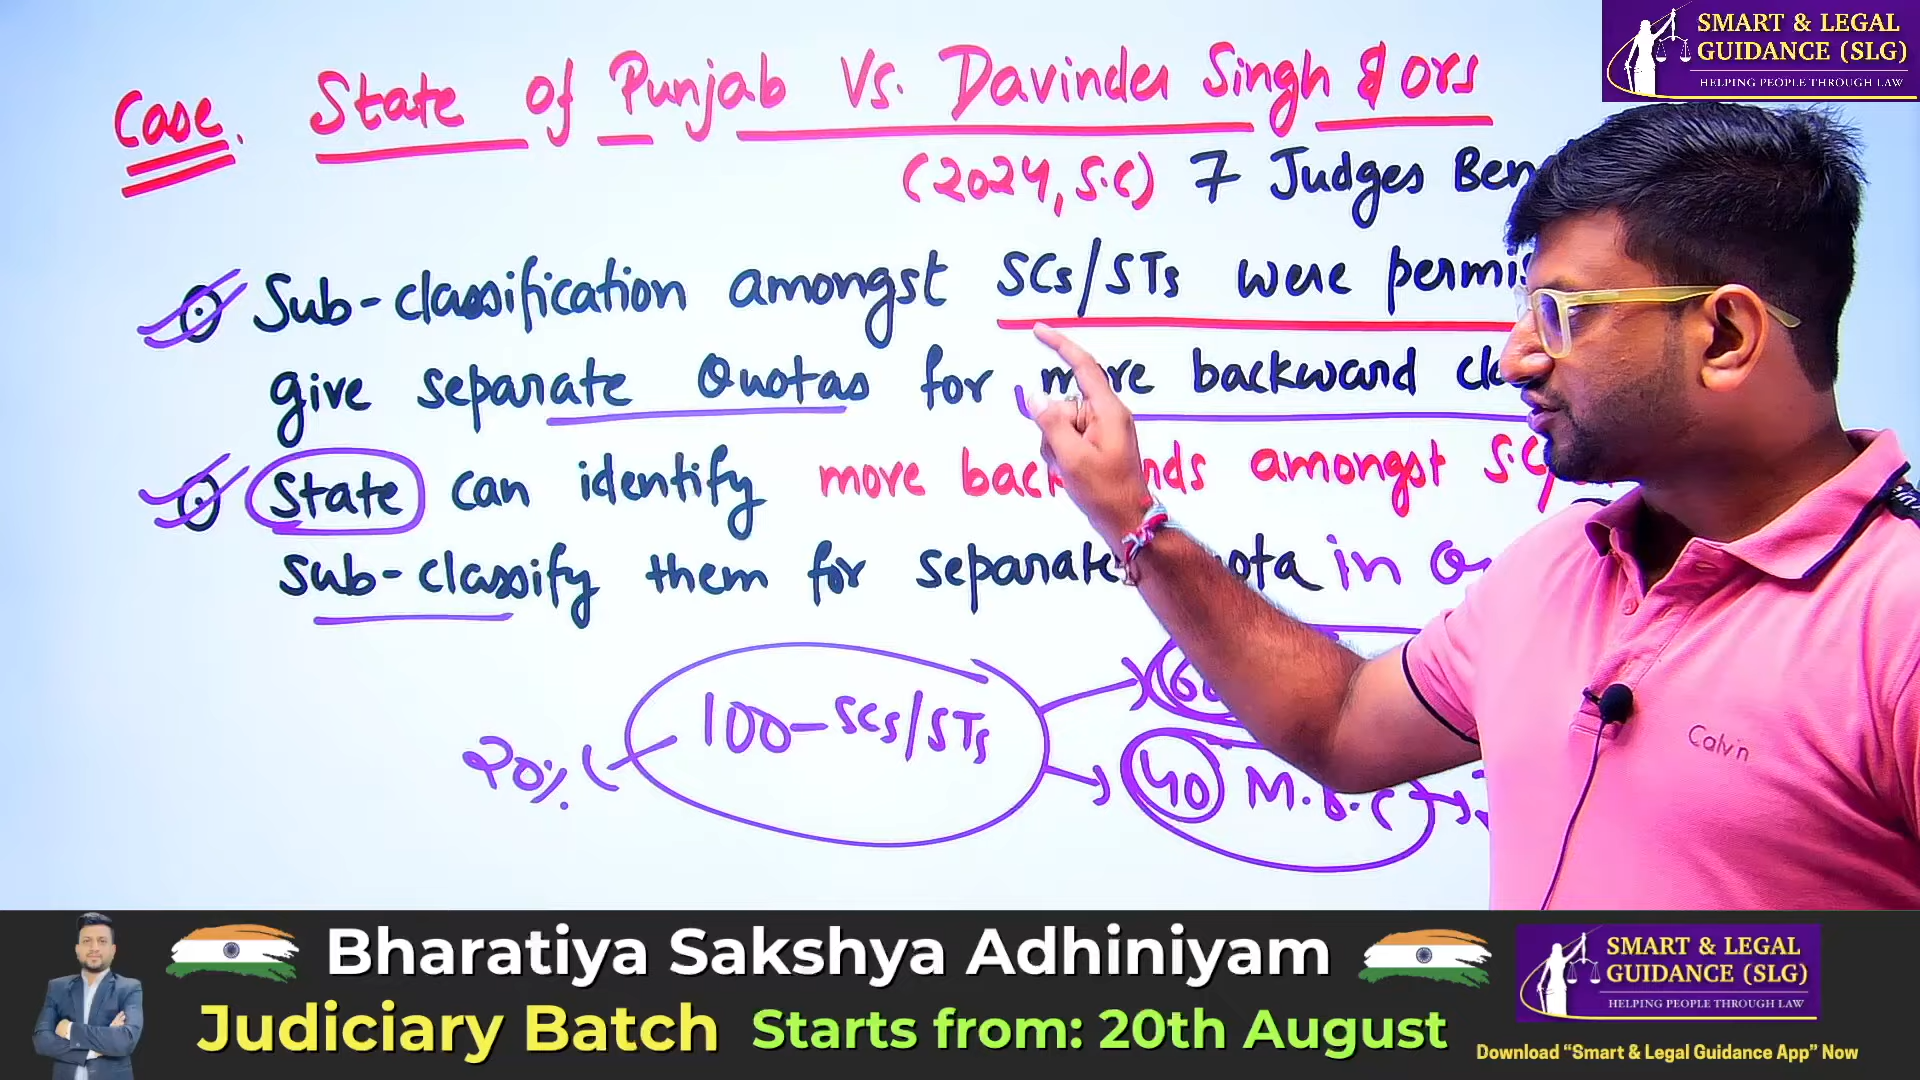 SMART & LEGAL
GUIDANCE (SLG)
HELPING PEOPLE THROUGH LAW
Case. State of Punjab Vs. Davinder Singh & ors
(2024, S.C) 7 Judges
Sub-classification amongst SCs/STs were
give separate Quotas for more backward
State can identify more amongst
Sub-classify them for separate in
100-SCs/STs
20%
40 M.B.C
Calvin
Bharatiya Sakshya Adhiniyam
Judiciary Batch Starts from: 20th August
SMART & LEGAL
GUIDANCE (SLG)
HELPING PEOPLE THROUGH LAW
Download “Smart & Legal Guidance App” Now